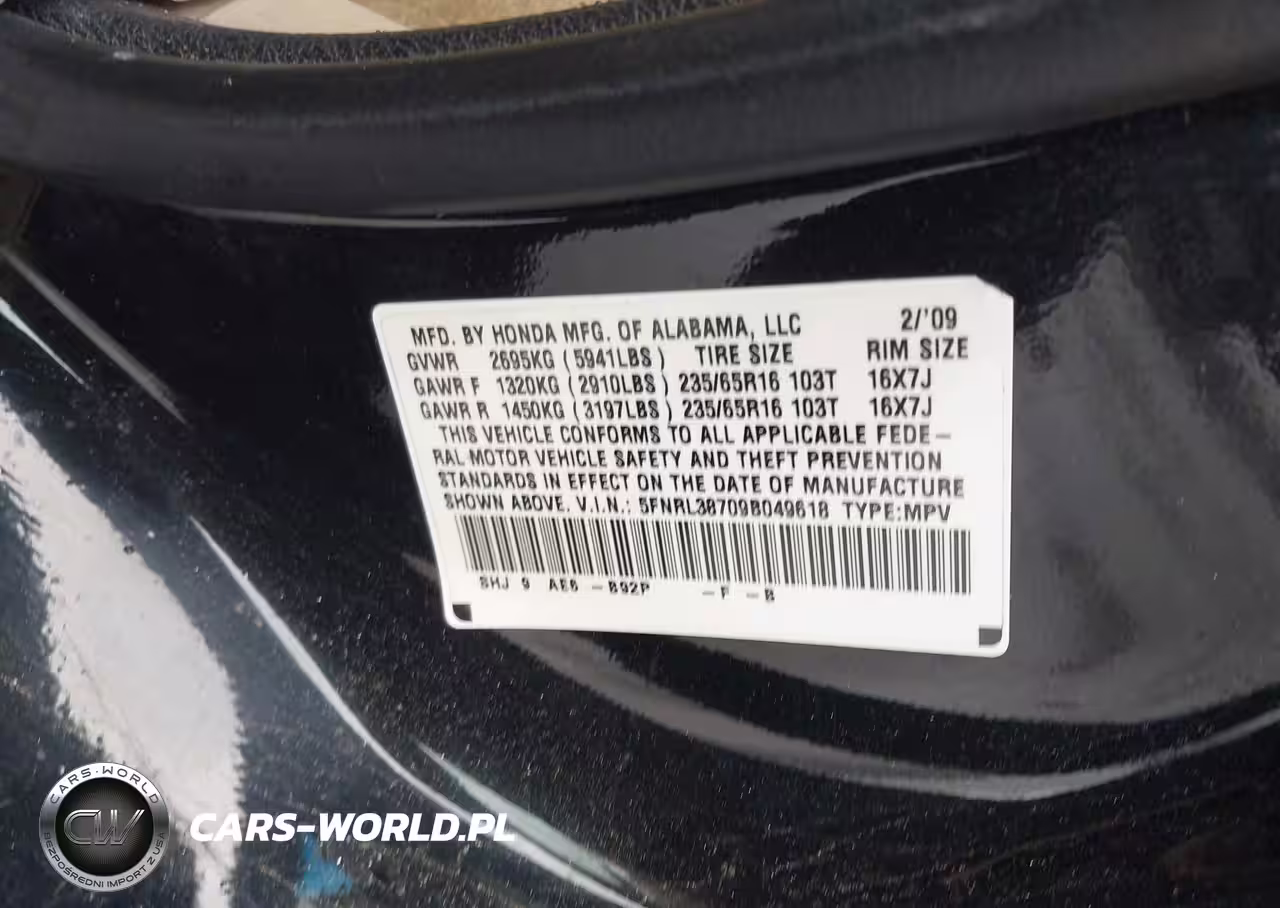 MFD. BY HONDA MFG. OF ALABAMA, LLC 2/'09
GVWR 2695KG (5941LBS) TIRE SIZE RIM SIZE
GAWR F 1320KG (2910LBS) 235/65R16 103T 16X7J
GAWR R 1450KG (3197LBS) 235/65R16 103T 16X7J
THIS VEHICLE CONFORMS TO ALL APPLICABLE FEDE-
RAL MOTOR VEHICLE SAFETY AND THEFT PREVENTION
STANDARDS IN EFFECT ON THE DATE OF MANUFACTURE
SHOWN ABOVE. V.I.N.: 5FNRL38709B049618 TYPE:MPV
SHJ 9 AE6 -B92P -F -B
CARS-WORLD
CW
BEZPOŚREDNI IMPORT Z USA
CARS-WORLD.PL